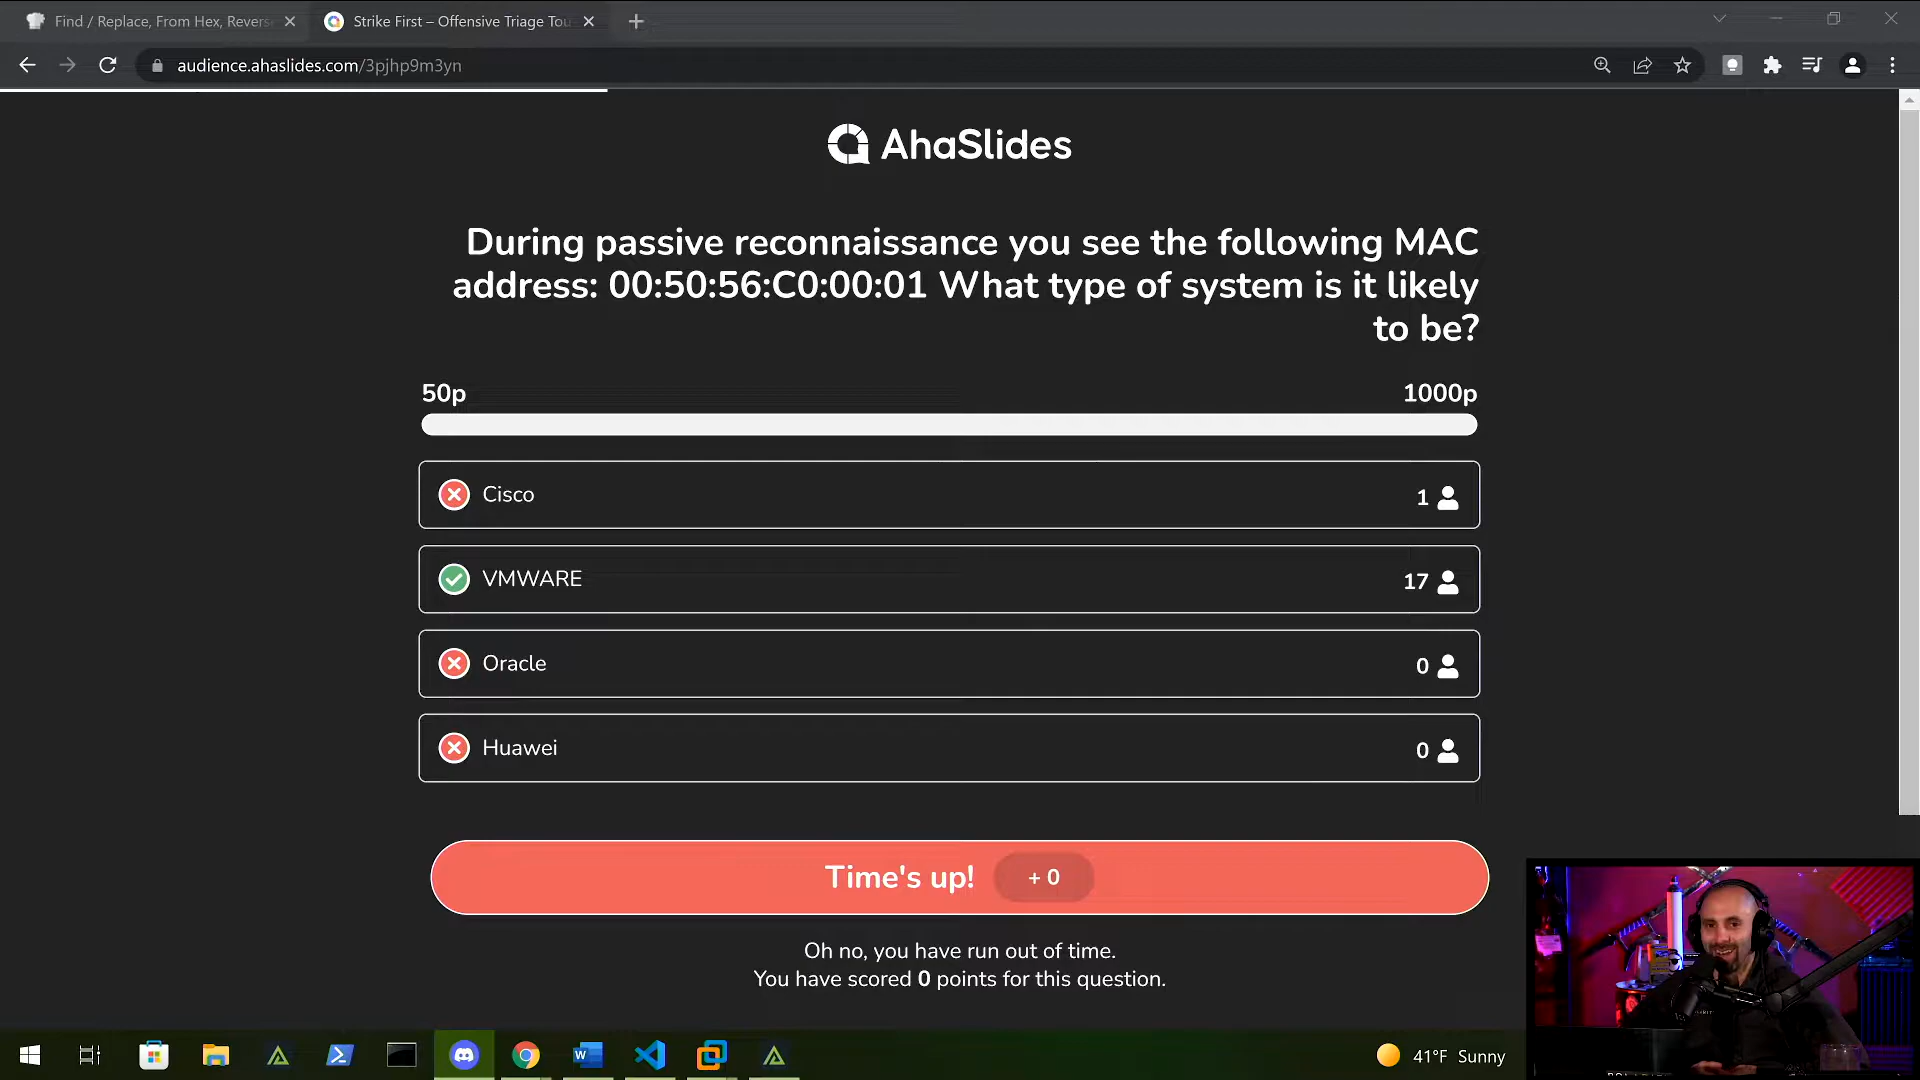 Find / Replace, From Hex, Revers
Strike First – Offensive Triage Tou
audience.ahaslides.com/3pjhp9m3yn
AhaSlides
During passive reconnaissance you see the following MAC
address: 00:50:56:C0:00:01 What type of system is it likely
to be?
50p
1000p
Cisco
1
VMWARE
17
Oracle
0
Huawei
0
Time's up!
+ 0
Oh no, you have run out of time.
You have scored 0 points for this question.
41°F Sunny